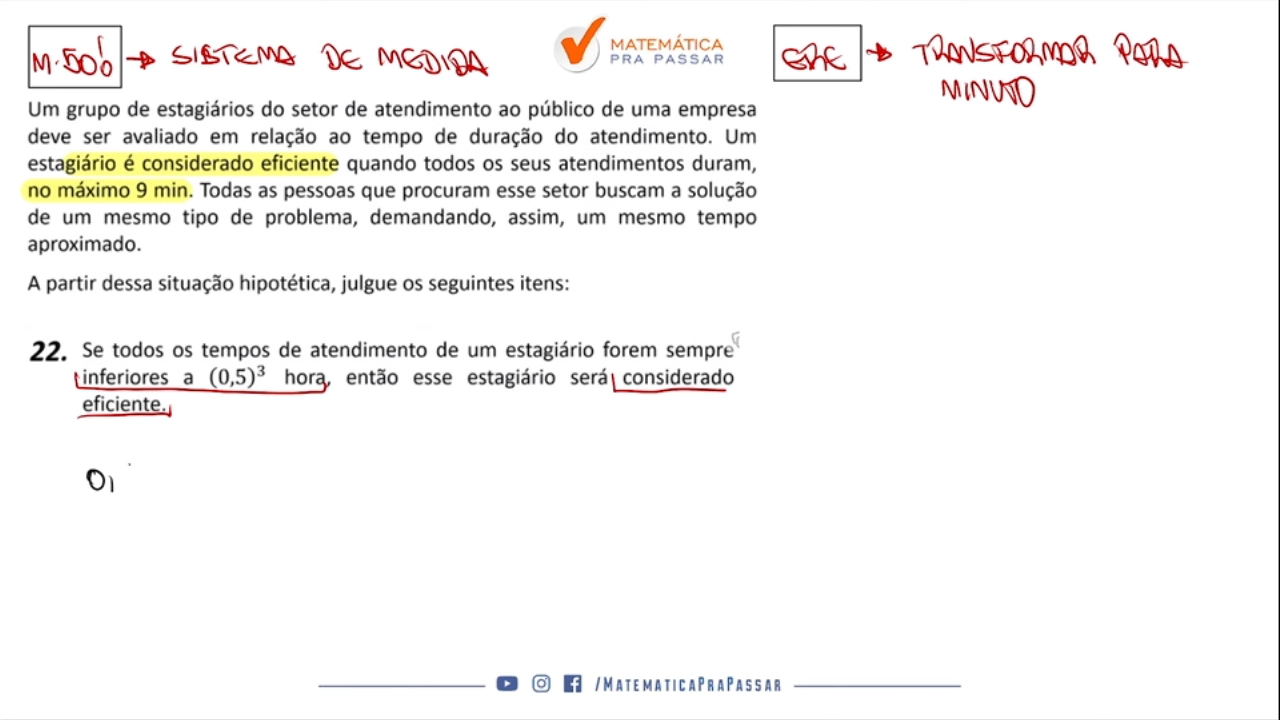 M.50% → SISTEMA DE MEDIDA
MATEMÁTICA
PRA PASSAR
→ TRANSFORMAR PARA
MINUTO
Um grupo de estagiários do setor de atendimento ao público de uma empresa
deve ser avaliado em relação ao tempo de duração do atendimento. Um
estagiário é considerado eficiente quando todos os seus atendimentos duram,
no máximo 9 min. Todas as pessoas que procuram esse setor buscam a solução
de um mesmo tipo de problema, demandando, assim, um mesmo tempo
aproximado.
A partir dessa situação hipotética, julgue os seguintes itens:
22. Se todos os tempos de atendimento de um estagiário forem sempre
inferiores a (0,5)³ hora, então esse estagiário será considerado
eficiente.
0,
/MATEMATICAPRAPASSAR